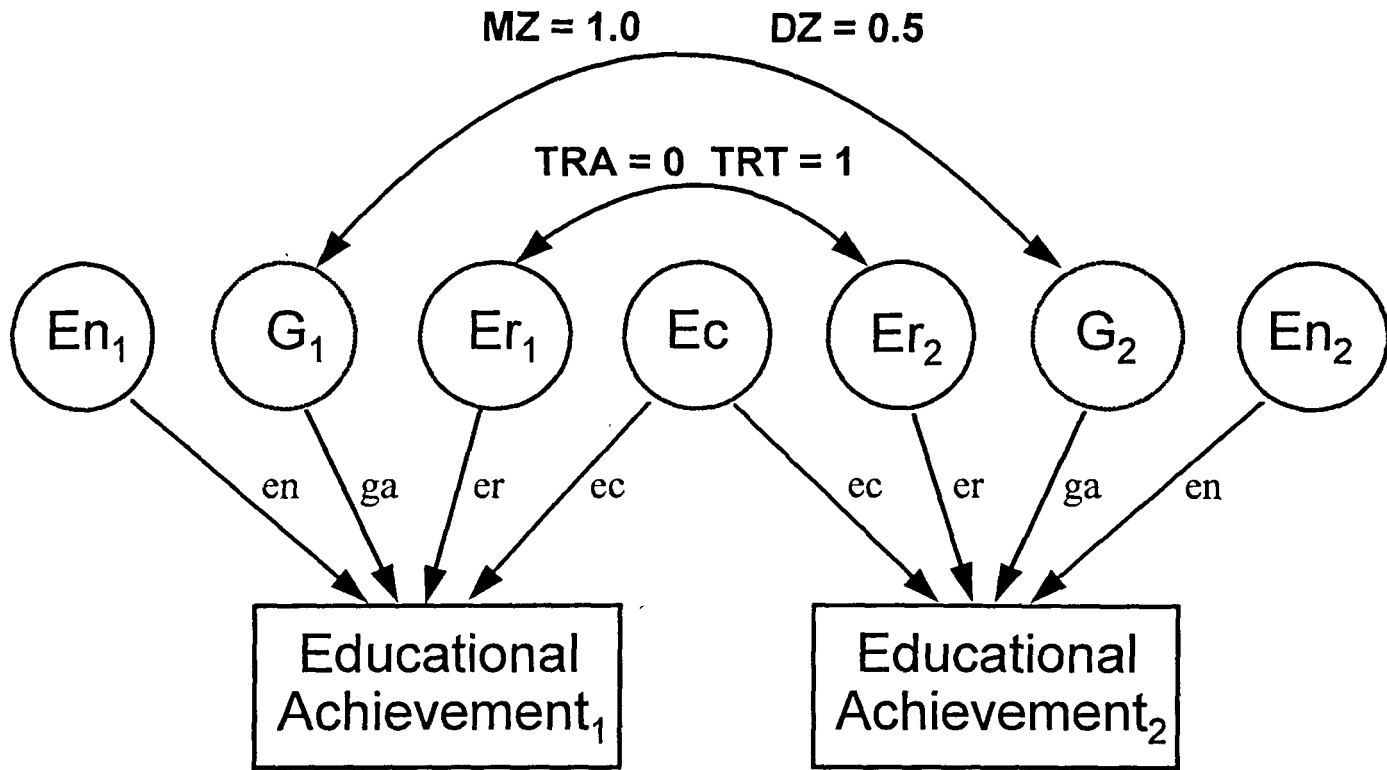 MZ = 1.0 DZ = 0.5
TRA = 0 TRT = 1
En₁ G₁ Er₁ Ec Er₂ G₂ En₂
en ga er ec ec er ga en
Educational Educational
Achievement₁ Achievement₂